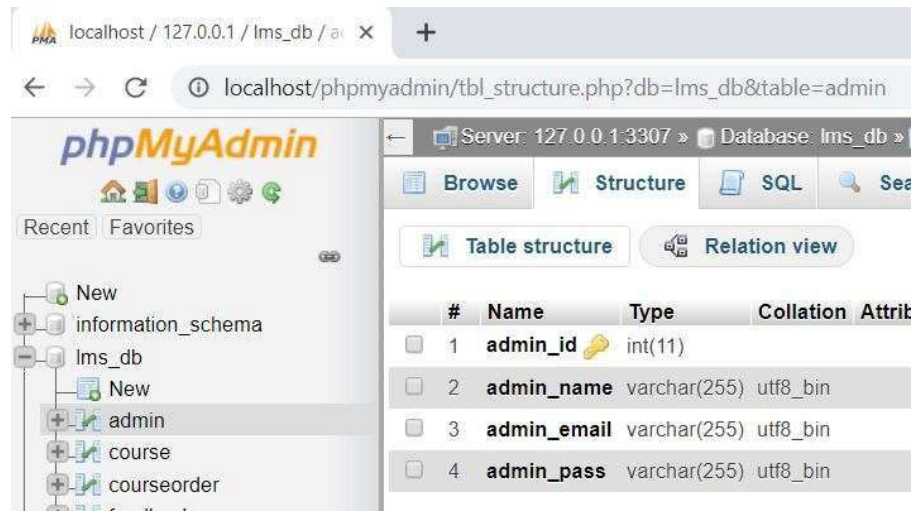 PMA localhost / 127.0.0.1 / lms_db / a
localhost/phpmyadmin/tbl_structure.php?db=lms_db&table=admin
phpMyAdmin
Recent Favorites
New
information_schema
lms_db
New
admin
course
courseorder
Server: 127.0.0.1:3307 » Database: lms_db »
Browse Structure SQL Sea
Table structure Relation view
# Name Type Collation Attrib
1 admin_id int(11)
2 admin_name varchar(255) utf8_bin
3 admin_email varchar(255) utf8_bin
4 admin_pass varchar(255) utf8_bin